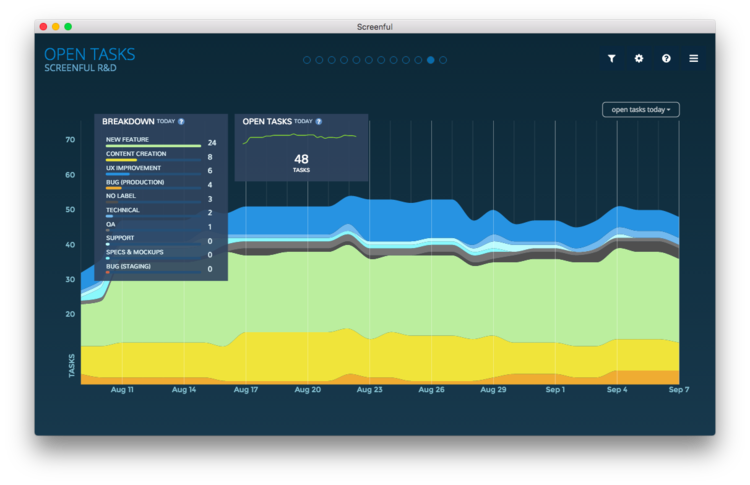 Screenful
OPEN TASKS
SCREENFUL R&D
open tasks today
BREAKDOWN TODAY ?
NEW FEATURE 24
CONTENT CREATION 8
UX IMPROVEMENT 6
BUG (PRODUCTION) 4
NO LABEL 3
TECHNICAL 2
QA 1
SUPPORT 0
SPECS & MOCKUPS 0
BUG (STAGING) 0
OPEN TASKS TODAY ?
48
TASKS
70
60
50
40
30
20
TASKS
Aug 11 Aug 14 Aug 17 Aug 20 Aug 23 Aug 26 Aug 29 Sep 1 Sep 4 Sep 7